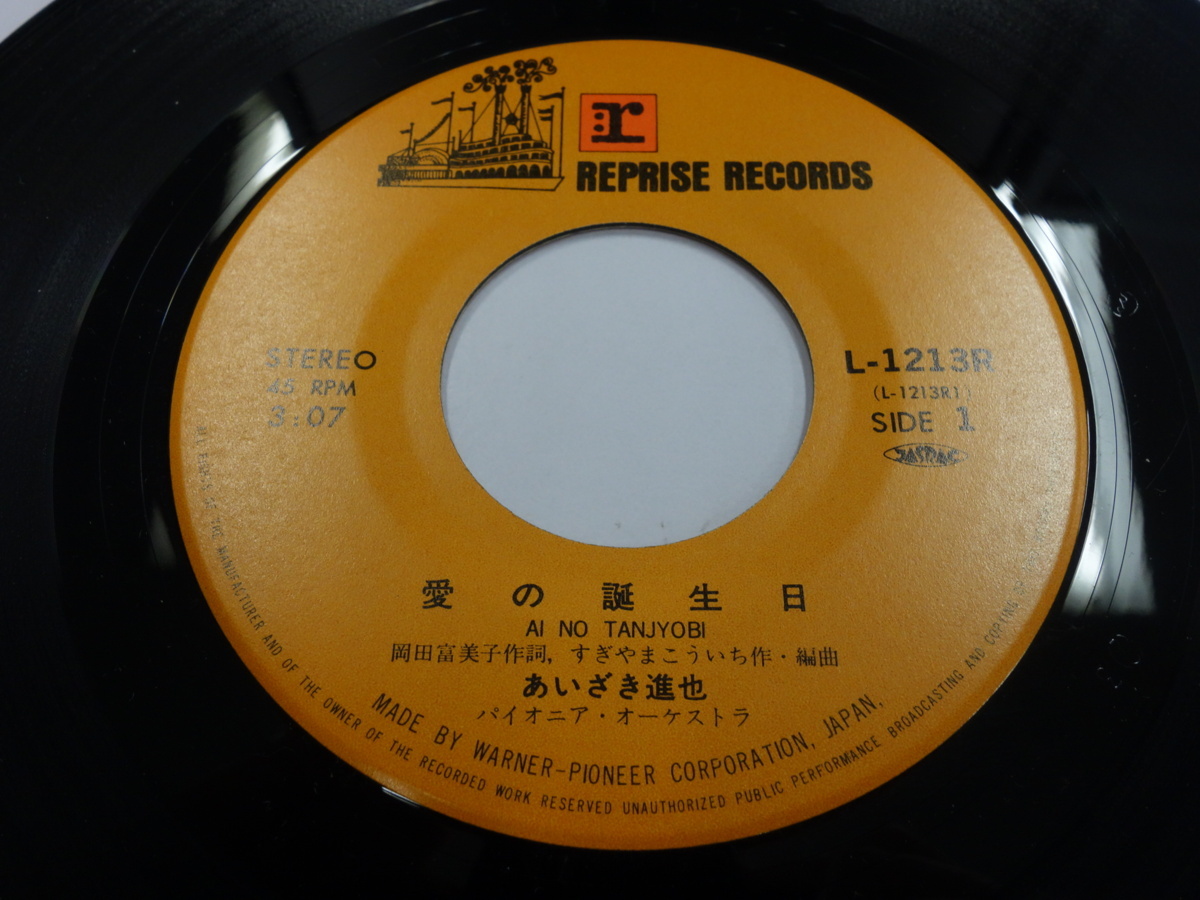 r
REPRISE RECORDS
STEREO
45 RPM
3:07
L-1213R
(L-1213R1)
SIDE 1
JASRAC
愛の誕生日
AI NO TANJYOBI
岡田富美子作詞, すぎやまこういち作・編曲
あいざき進也
パイオニア・オーケストラ
MADE BY WARNER-PIONEER CORPORATION, JAPAN,
OF THE MANUFACTURER AND OF THE OWNER OF THE RECORDED WORK RESERVED UNAUTHORIZED PUBLIC PERFORMANCE BROADCASTING AND COPYING OF